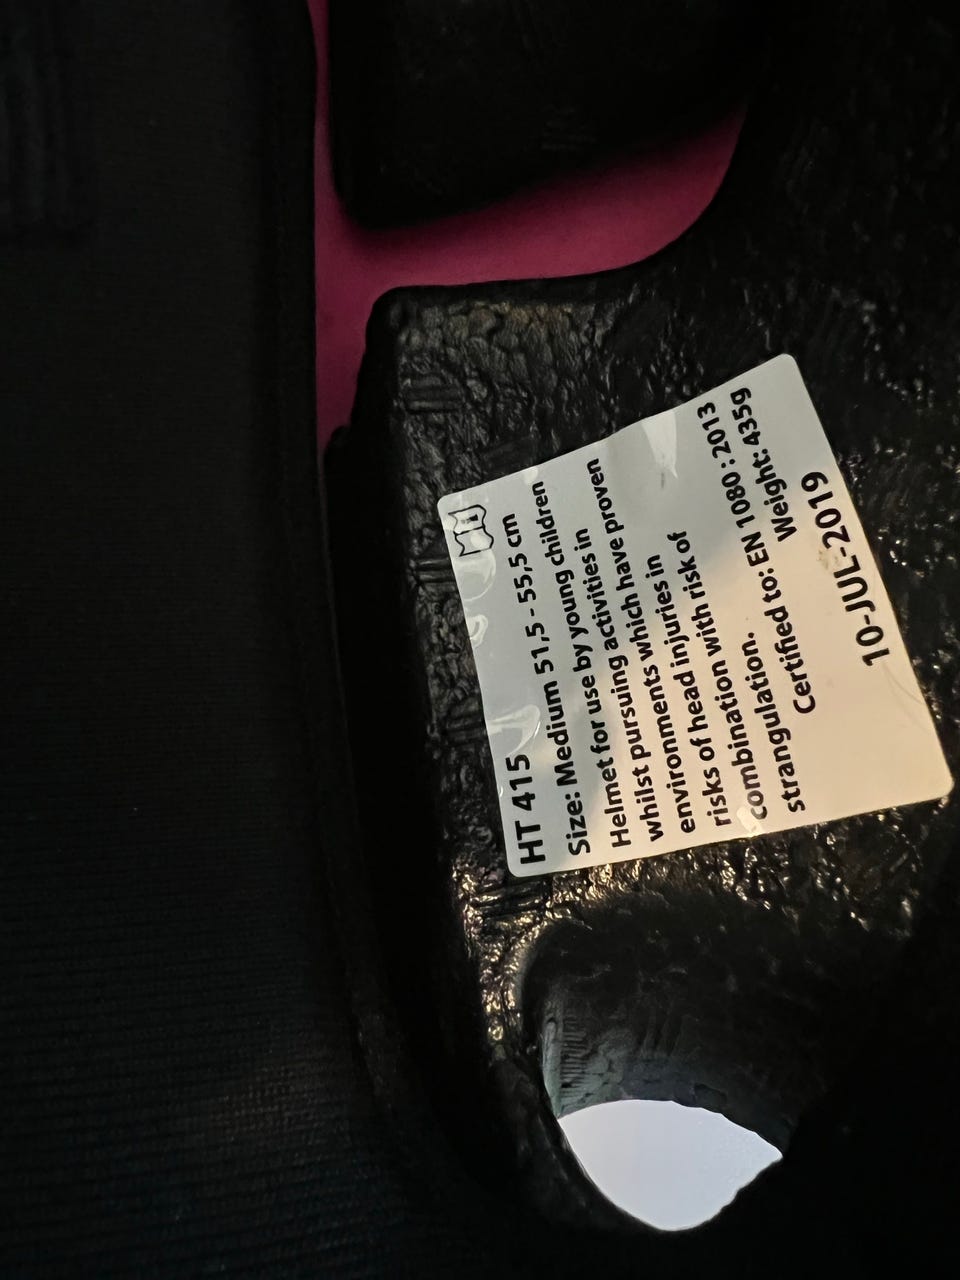 HT 415
Size: Medium 51,5 - 55,5 cm
Helmet for use by young children
whilst pursuing activities in
environments which have proven
risks of head injuries in
combination with risk of
strangulation.
Certified to: EN 1080 : 2013
Weight: 435g
10-JUL-2019